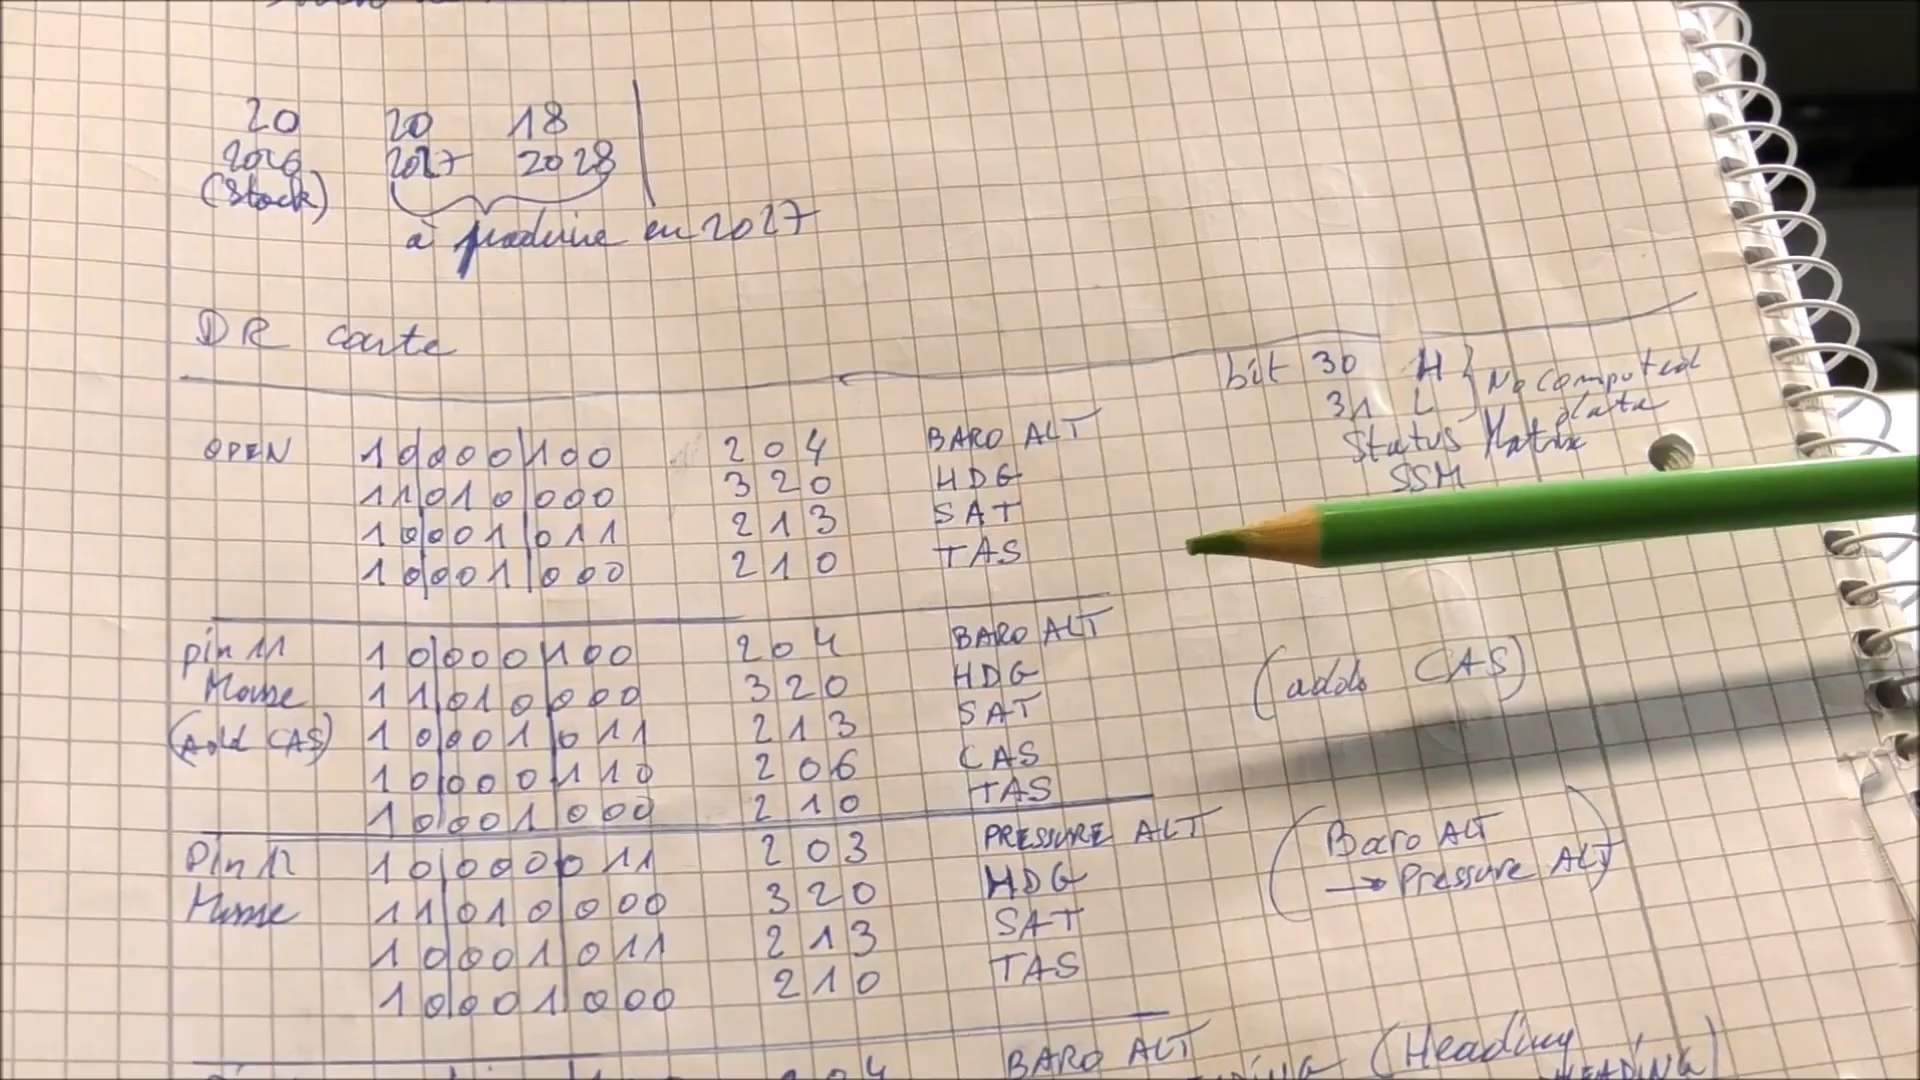 20 20 18
2026 2027 2028
(Stock)
à produire en 2027
DR carte
bit 30 H } No Computed
31 L data
Status Matrix
SSM
OPEN 10000100 204 BARO ALT
11010000 320 HDG
10001011 213 SAT
10001000 210 TAS
pin 11 10000100 204 BARO ALT
Masse 11010000 320 HDG
(Add CAS) 10001011 213 SAT
(adds CAS)
10000110 206 CAS
10001000 210 TAS
Pin 12 10000011 203 PRESSURE ALT
Masse 11010000 320 HDG
(Baro ALT
→ Pressure ALT)
10001011 213 SAT
10001000 210 TAS
204 BARO ALT
(Heading